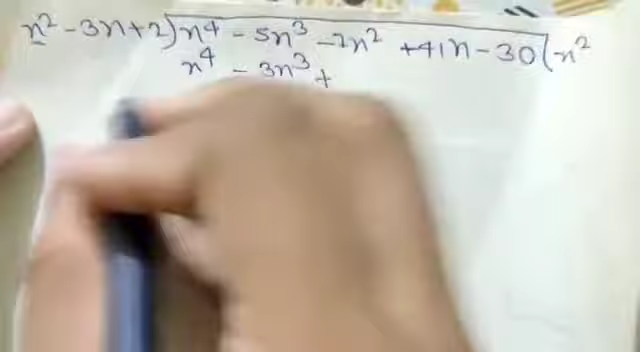 x² - 3x + 2) x⁴ - 5x³ - 7x² + 41x - 30 (x²
x⁴ - 3x³ +